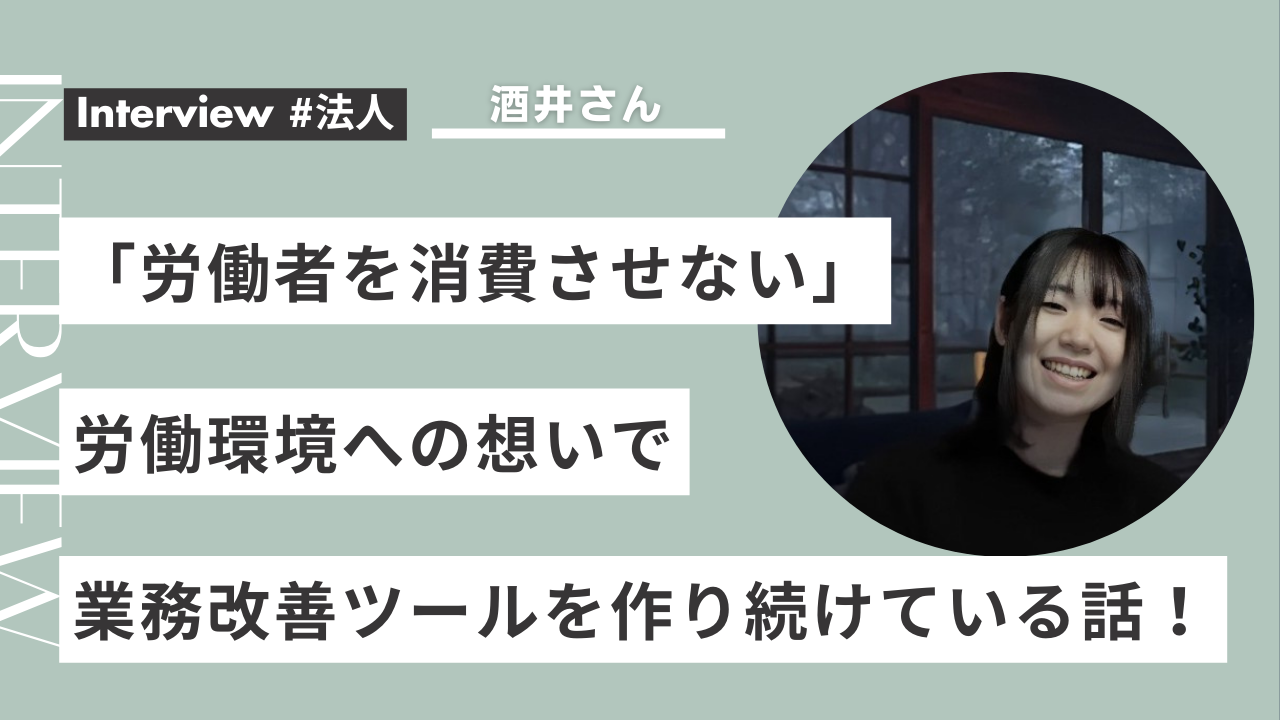 INTERVIEW
Interview #法人
酒井さん
「労働者を消費させない」
労働環境への想いで
業務改善ツールを作り続けている話！